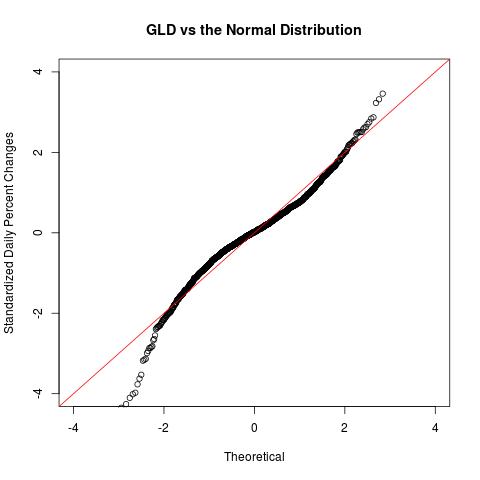 GLD vs the Normal Distribution
Standardized Daily Percent Changes
4
2
0
-2
-4
-4 -2 0 2 4
Theoretical